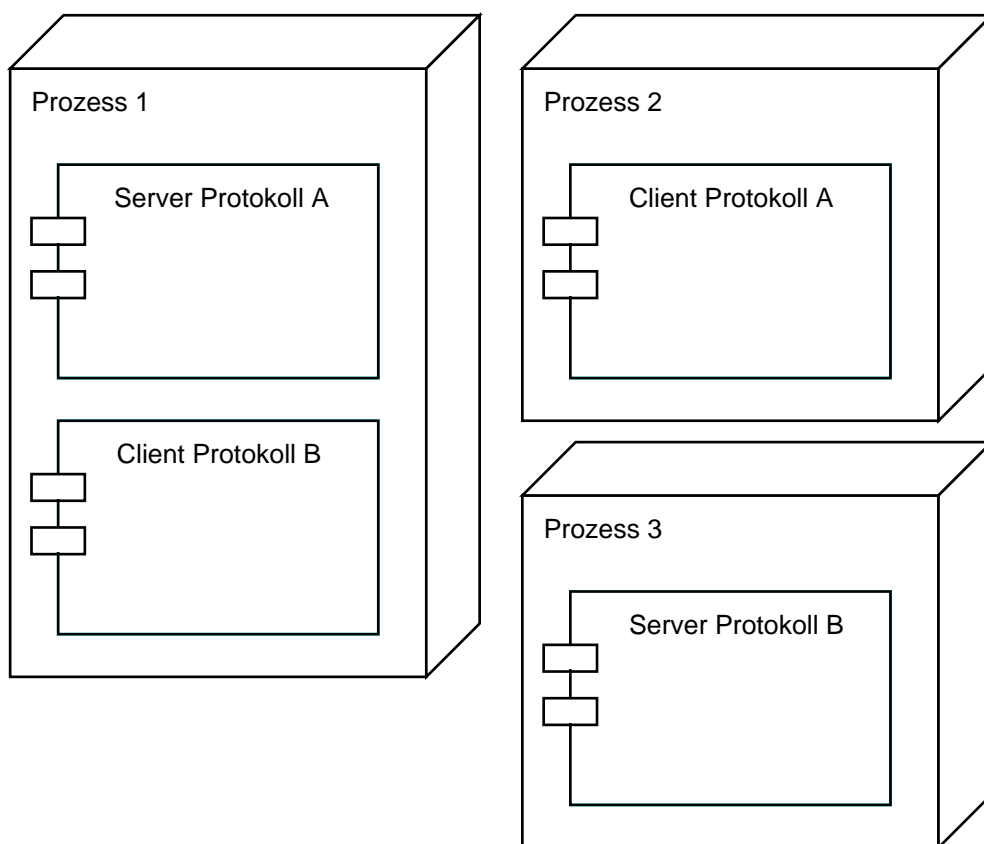 Prozess 1
Server Protokoll A
Client Protokoll B
Prozess 2
Client Protokoll A
Prozess 3
Server Protokoll B